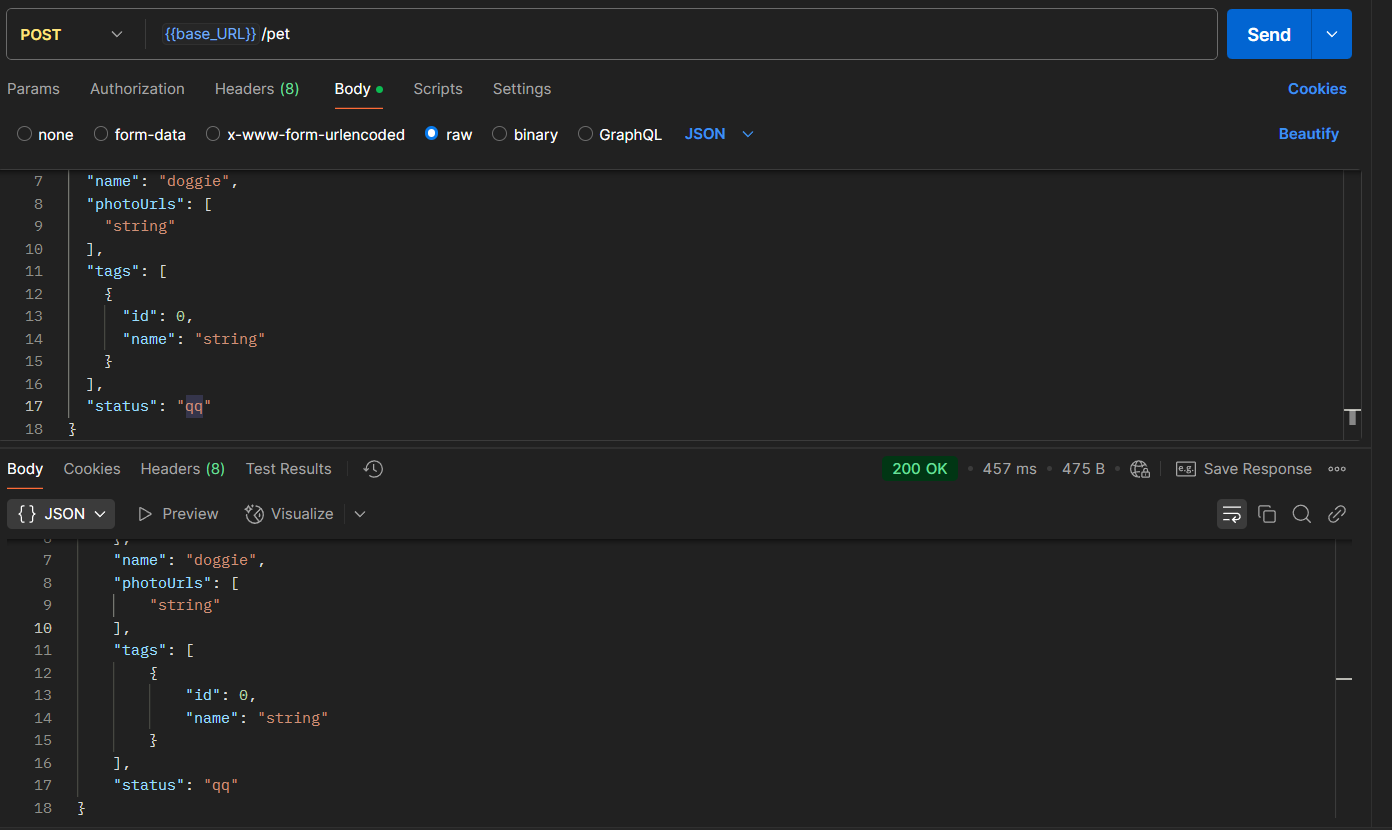 POST {{base_URL}} /pet Send
Params Authorization Headers (8) Body Scripts Settings Cookies
none form-data x-www-form-urlencoded raw binary GraphQL JSON Beautify
7 "name": "doggie",
8 "photoUrls": [
9 "string"
10 ],
11 "tags": [
12 {
13 "id": 0,
14 "name": "string"
15 }
16 ],
17 "status": "qq"
18 }
Body Cookies Headers (8) Test Results 200 OK • 457 ms • 475 B • e.g. Save Response
{} JSON Preview Visualize
6 },
7 "name": "doggie",
8 "photoUrls": [
9 "string"
10 ],
11 "tags": [
12 {
13 "id": 0,
14 "name": "string"
15 }
16 ],
17 "status": "qq"
18 }